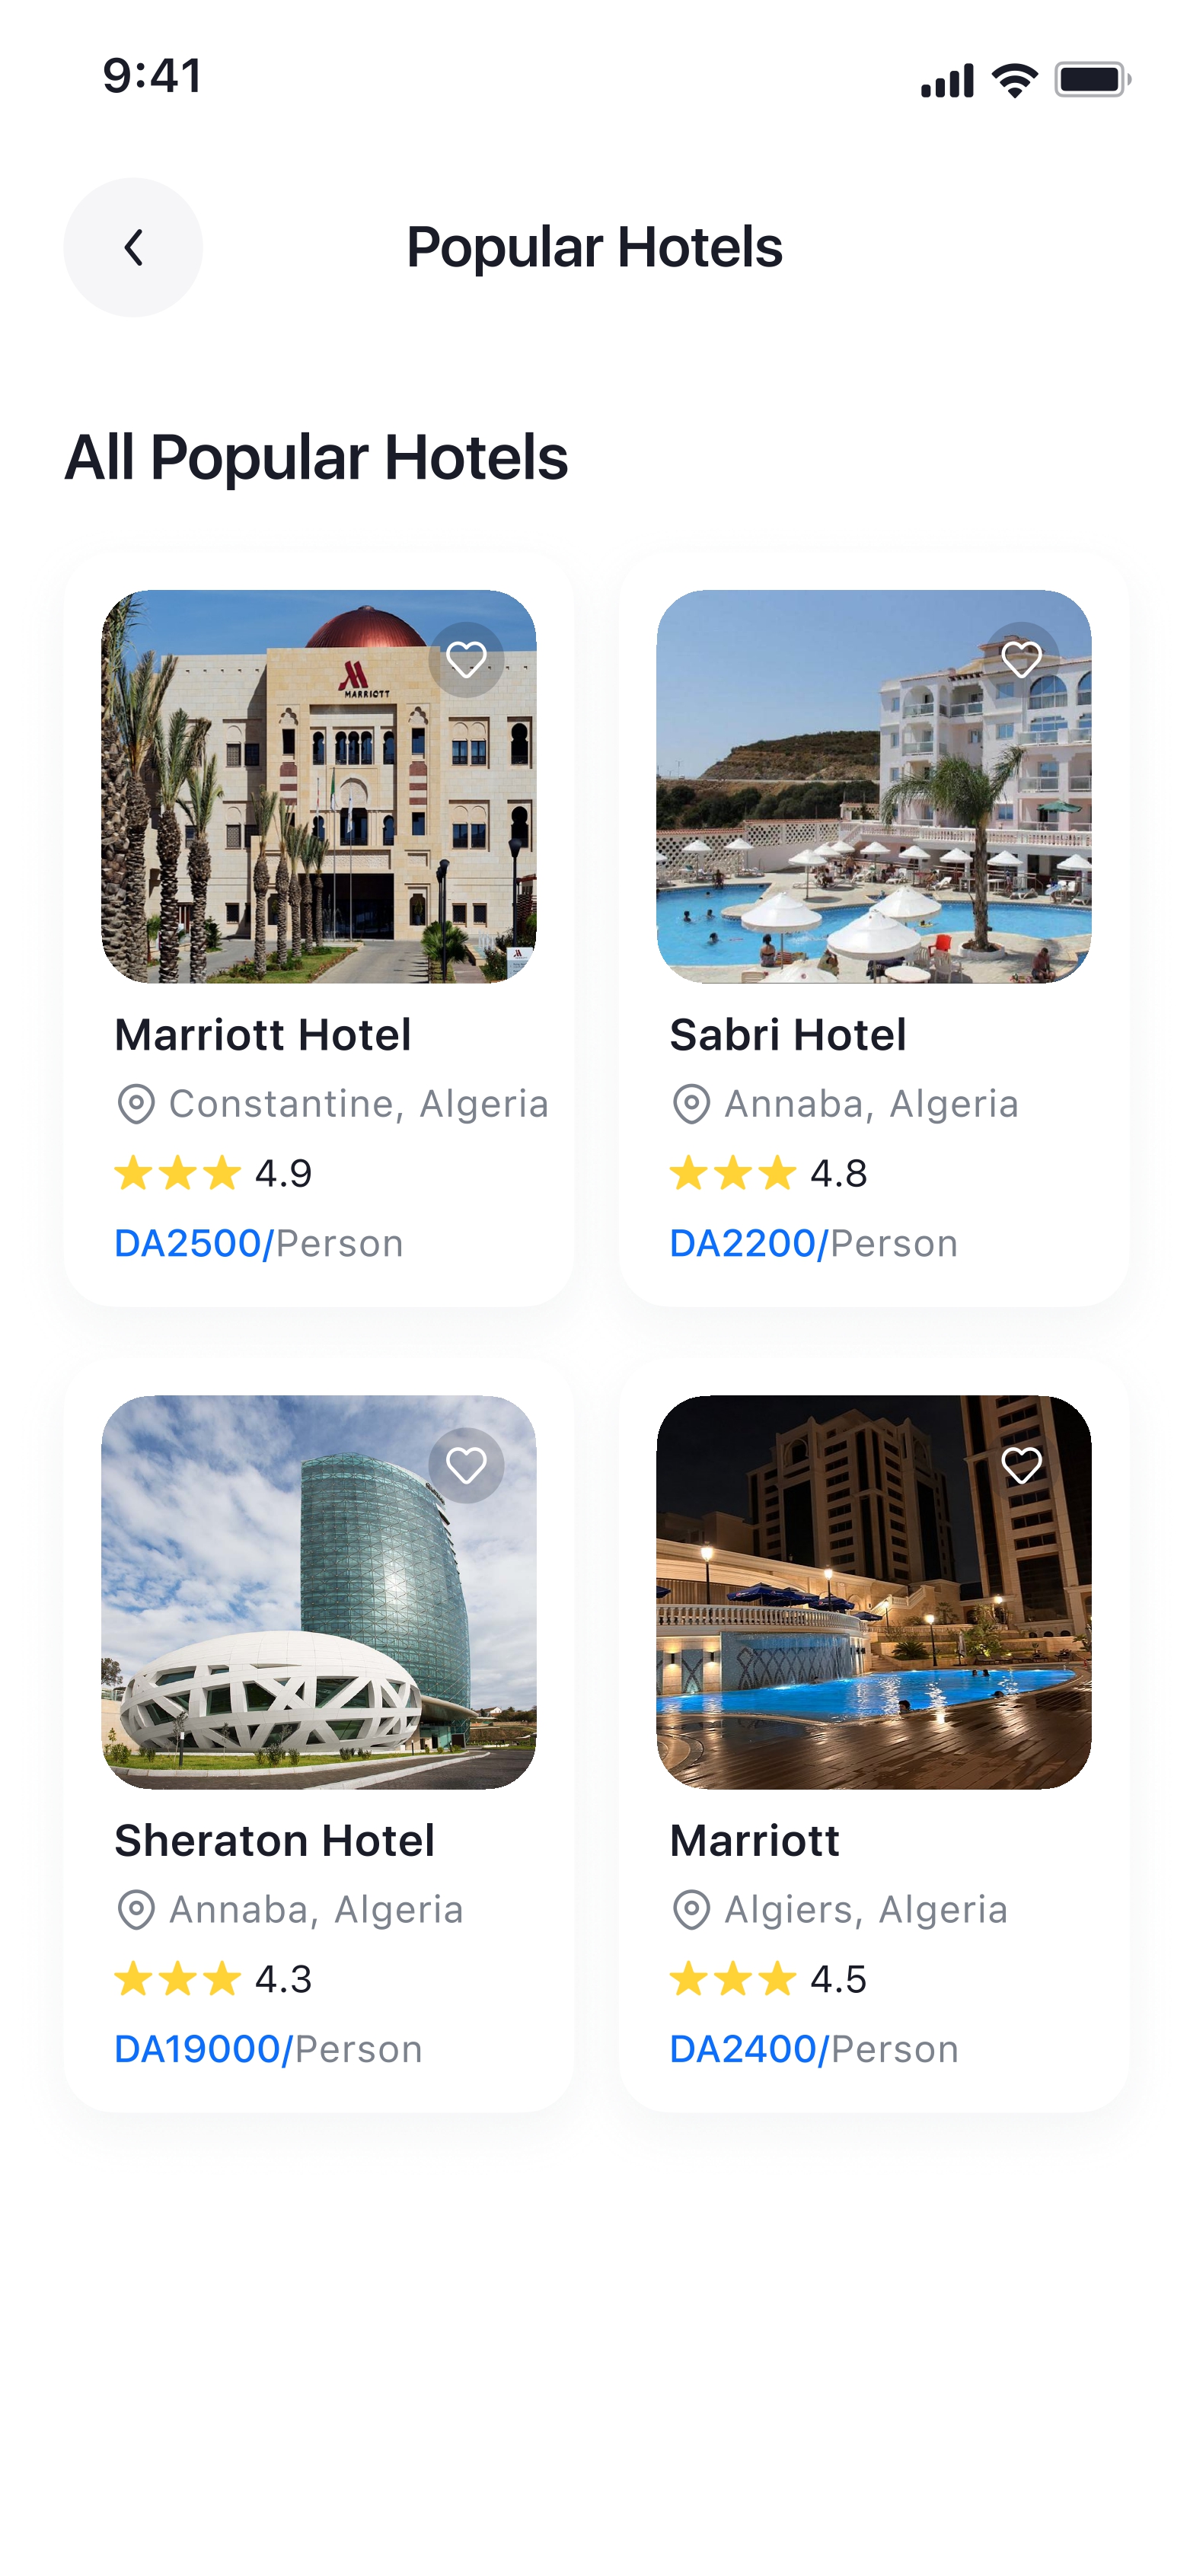 9:41
Popular Hotels
All Popular Hotels
MARRIOTT
Marriott Hotel
Constantine, Algeria
4.9
DA2500/Person
Sabri Hotel
Annaba, Algeria
4.8
DA2200/Person
Sheraton Hotel
Annaba, Algeria
4.3
DA19000/Person
Marriott
Algiers, Algeria
4.5
DA2400/Person